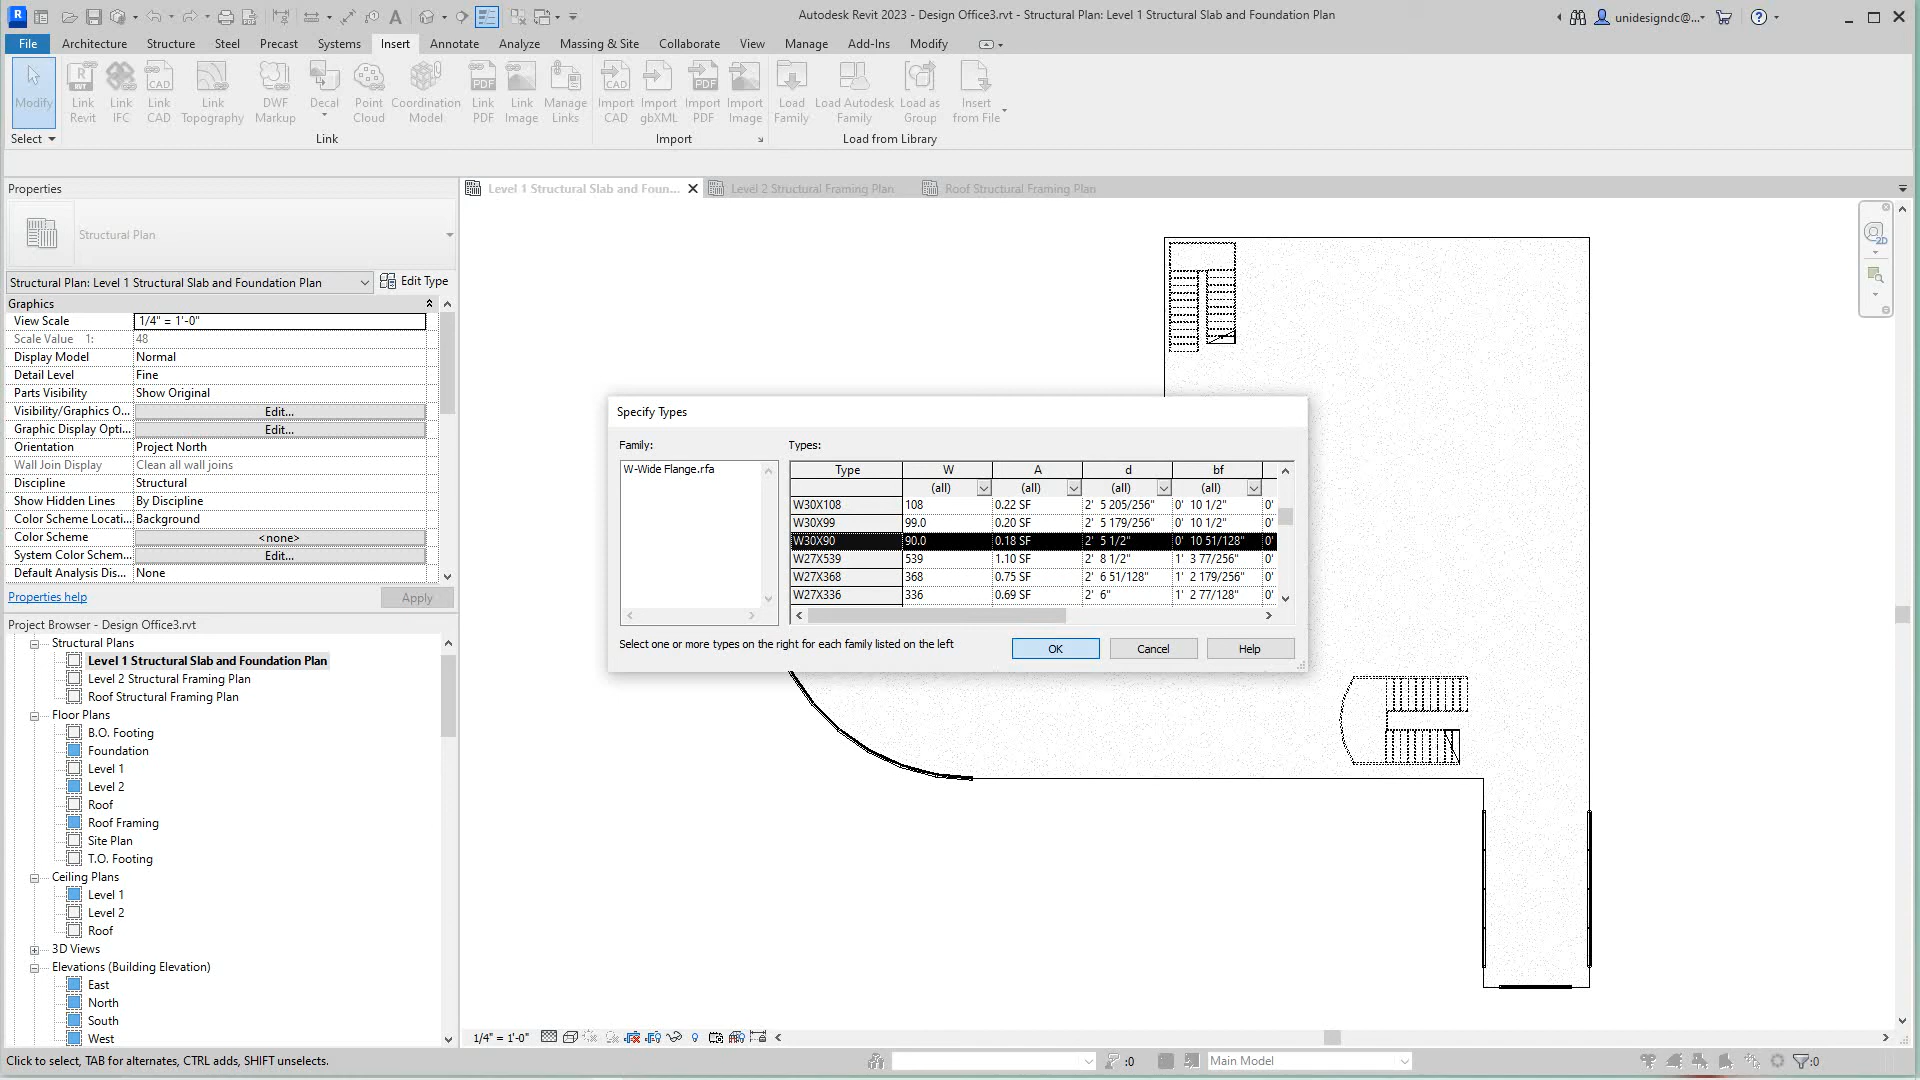 Autodesk Revit 2023 - Design Office3.rvt - Structural Plan: Level 1 Structural Slab and Foundation Plan
unidesigndc@...
File Architecture Structure Steel Precast Systems Insert Annotate Analyze Massing & Site Collaborate View Manage Add-Ins Modify
Modify
Link Revit
Link IFC
Link CAD
Link Topography
DWF Markup
Decal
Point Cloud
Coordination Model
Link PDF
Link Image
Manage Links
Import CAD
Import gbXML
Import PDF
Import Image
Load Family
Load Autodesk Family
Load as Group
Insert from File
Select
Link
Import
Load from Library
Properties
Level 1 Structural Slab and Foun...
Level 2 Structural Framing Plan
Roof Structural Framing Plan
Structural Plan
Structural Plan: Level 1 Structural Slab and Foundation Plan
Edit Type
Graphics
View Scale 1/4" = 1'-0"
Scale Value 1: 48
Display Model Normal
Detail Level Fine
Parts Visibility Show Original
Visibility/Graphics O... Edit...
Graphic Display Opti... Edit...
Orientation Project North
Wall Join Display Clean all wall joins
Discipline Structural
Show Hidden Lines By Discipline
Color Scheme Locati... Background
Color Scheme <none>
System Color Schem... Edit...
Default Analysis Dis... None
Properties help
Apply
Project Browser - Design Office3.rvt
Structural Plans
Level 1 Structural Slab and Foundation Plan
Level 2 Structural Framing Plan
Roof Structural Framing Plan
Floor Plans
B.O. Footing
Foundation
Level 1
Level 2
Roof
Roof Framing
Site Plan
T.O. Footing
Ceiling Plans
Level 1
Level 2
Roof
3D Views
Elevations (Building Elevation)
East
North
South
West
Specify Types
Family:
W-Wide Flange.rfa
Types:
Type W A d bf
(all) (all) (all) (all)
W30X108 108 0.22 SF 2' 5 205/256" 0' 10 1/2" 0'
W30X99 99.0 0.20 SF 2' 5 179/256" 0' 10 1/2" 0'
W30X90 90.0 0.18 SF 2' 5 1/2" 0' 10 51/128" 0'
W27X539 539 1.10 SF 2' 8 1/2" 1' 3 77/256" 0'
W27X368 368 0.75 SF 2' 6 51/128" 1' 2 179/256" 0'
W27X336 336 0.69 SF 2' 6" 1' 2 77/128" 0'
Select one or more types on the right for each family listed on the left
OK
Cancel
Help
2D
1/4" = 1'-0"
Click to select, TAB for alternates, CTRL adds, SHIFT unselects.
:0
Main Model
:0